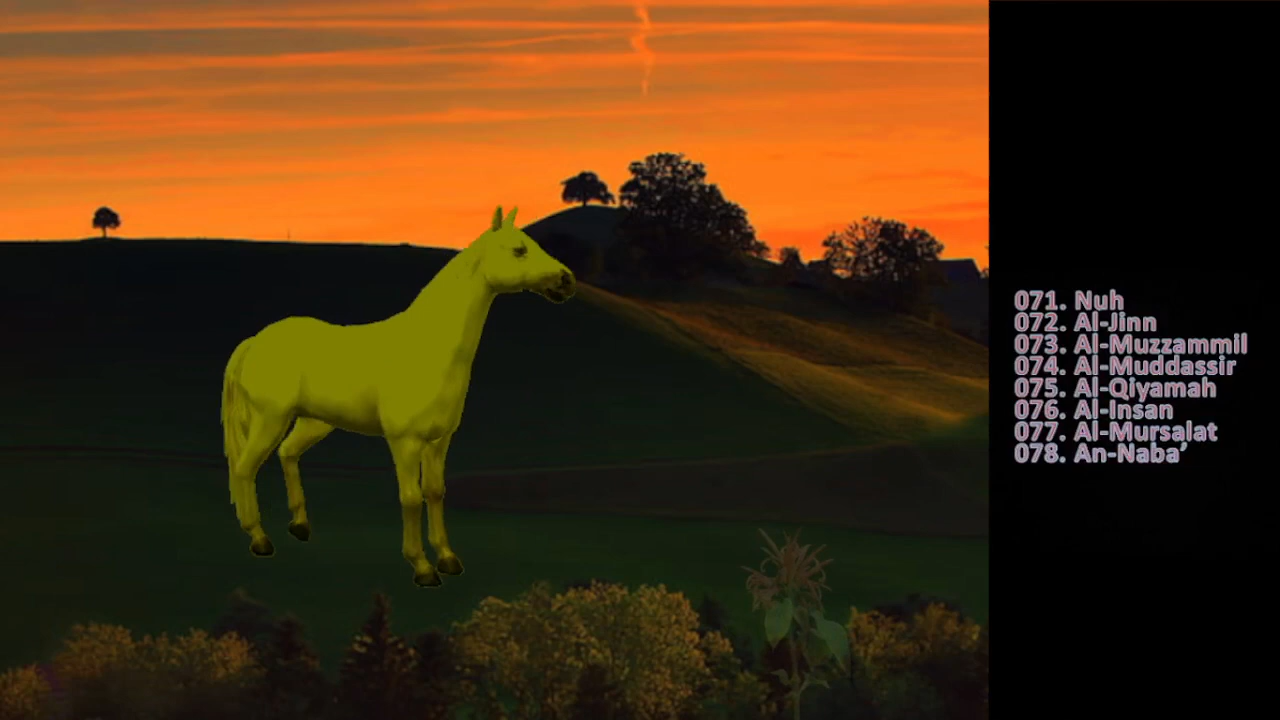 071. Nuh
072. Al-Jinn
073. Al-Muzzammil
074. Al-Muddassir
075. Al-Qiyamah
076. Al-Insan
077. Al-Mursalat
078. An-Naba’